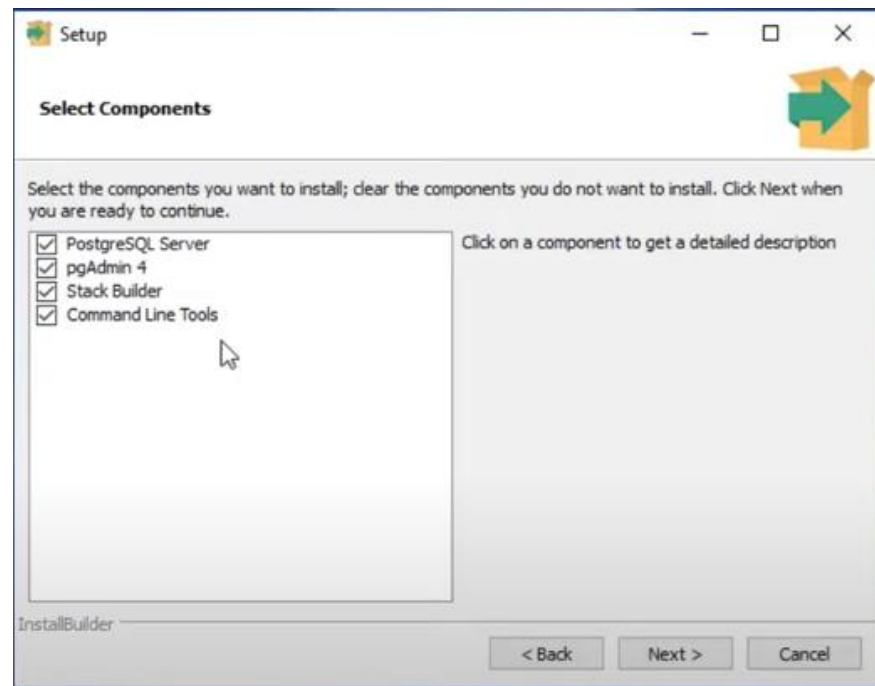 Setup
Select Components
Select the components you want to install; clear the components you do not want to install. Click Next when
you are ready to continue.
PostgreSQL Server
pgAdmin 4
Stack Builder
Command Line Tools
Click on a component to get a detailed description
InstallBuilder
< Back
Next >
Cancel